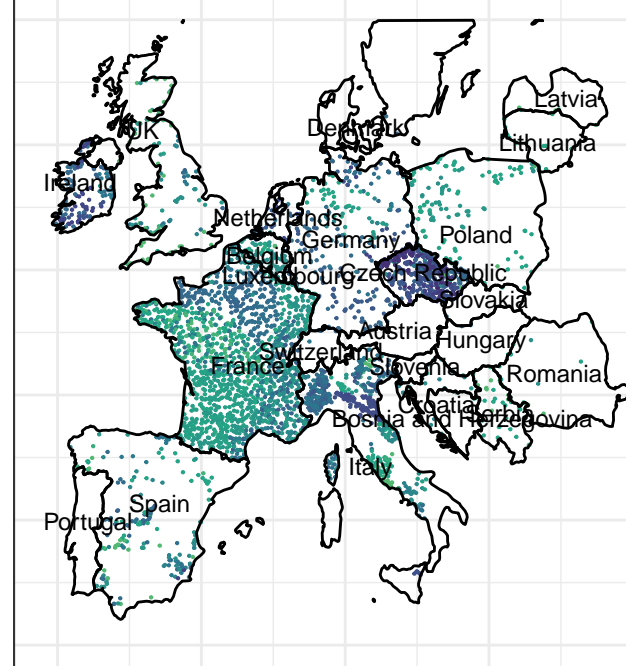 Latvia
UK
Denmark
Lithuania
Ireland
Netherlands
Germany
Poland
Belgium
Luxembourg
Czech Republic
Slovakia
Austria
Hungary
Switzerland
France
Slovenia
Romania
Croatia
Serbia
Bosnia and Herzegovina
Italy
Spain
Portugal